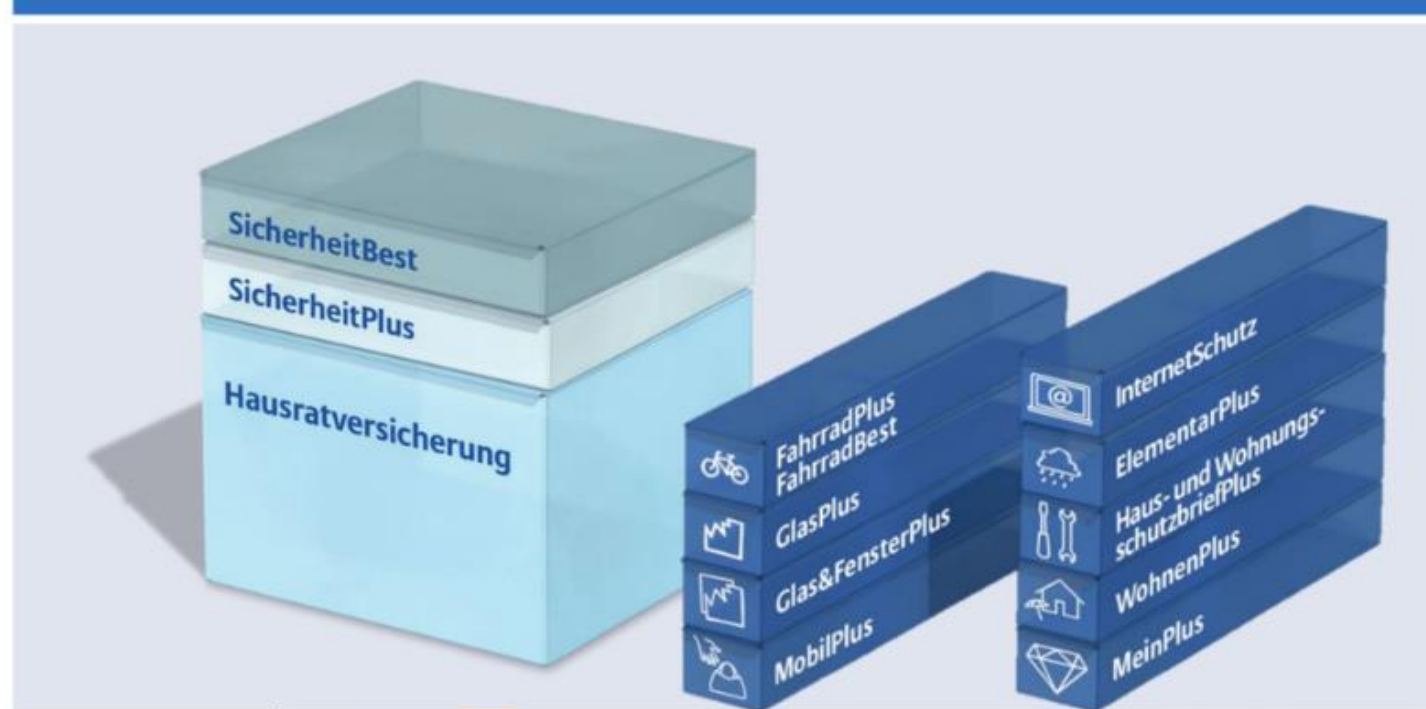 SicherheitBest
SicherheitPlus
Hausratversicherung
FahrradPlus
FahrradBest
GlasPlus
Glas&FensterPlus
MobilPlus
@
InternetSchutz
ElementarPlus
Haus- und Wohnungs-
schutzbriefPlus
WohnenPlus
MeinPlus